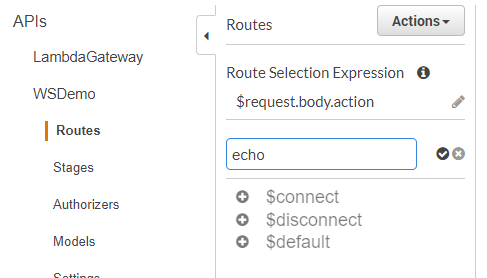 APIs
LambdaGateway
WSDemo
Routes
Stages
Authorizers
Models
Settings
Routes
Actions
Route Selection Expression
$request.body.action
echo
$connect
$disconnect
$default